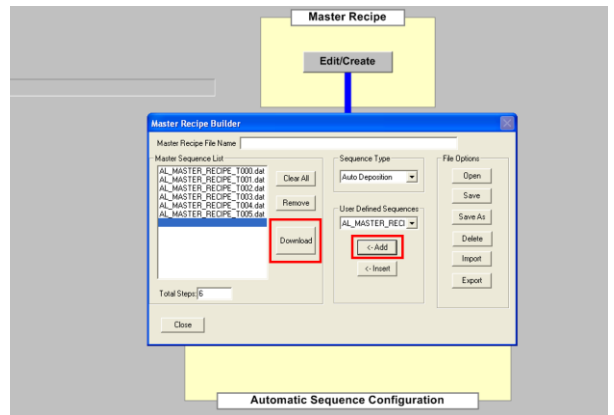 Master Recipe
Edit/Create
Master Recipe Builder
Master Recipe File Name
Master Sequence List
AL_MASTER_RECIPE_T000.dat
AL_MASTER_RECIPE_T001.dat
AL_MASTER_RECIPE_T002.dat
AL_MASTER_RECIPE_T003.dat
AL_MASTER_RECIPE_T004.dat
AL_MASTER_RECIPE_T005.dat
Clear All
Remove
Download
Total Steps: 6
Close
Sequence Type
Auto Deposition
User Defined Sequences
AL_MASTER_RECI
<- Add
<- Insert
File Options
Open
Save
Save As
Delete
Import
Export
Automatic Sequence Configuration